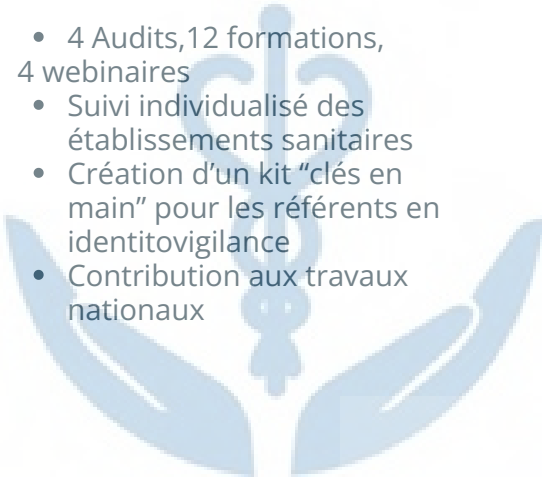 • 4 Audits,12 formations,
4 webinaires
• Suivi individualisé des
établissements sanitaires
• Création d’un kit “clés en
main” pour les référents en
identitovigilance
• Contribution aux travaux
nationaux